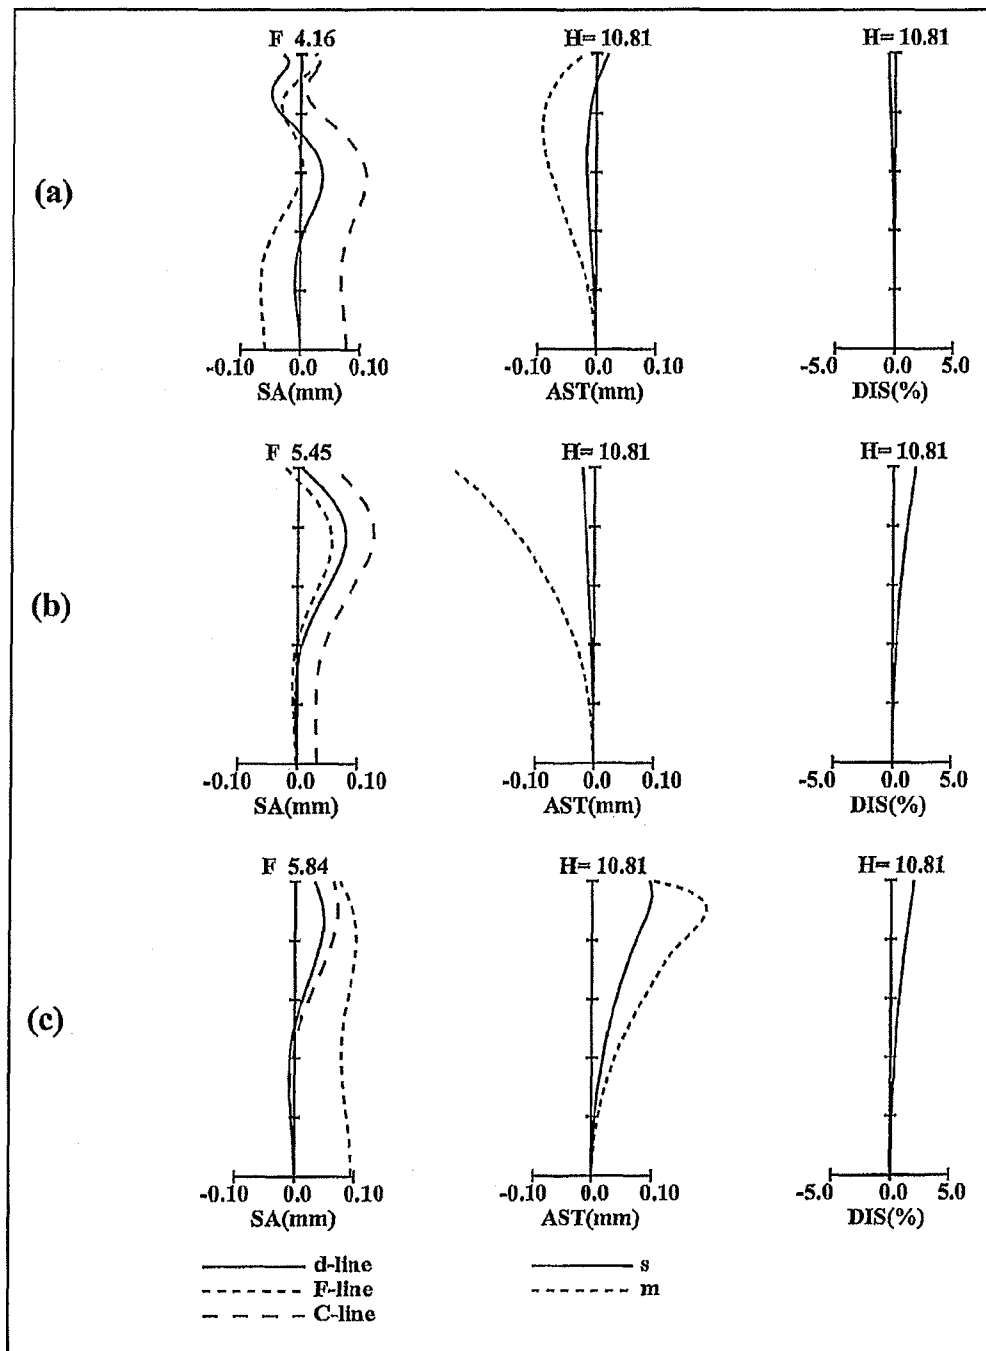 F 4.16
H= 10.81
H= 10.81
(a)
-0.10 0.0 0.10
SA(mm)
-0.10 0.0 0.10
AST(mm)
-5.0 0.0 5.0
DIS(%)
F 5.45
H= 10.81
H= 10.81
(b)
-0.10 0.0 0.10
SA(mm)
-0.10 0.0 0.10
AST(mm)
-5.0 0.0 5.0
DIS(%)
F 5.84
H= 10.81
H= 10.81
(c)
-0.10 0.0 0.10
SA(mm)
-0.10 0.0 0.10
AST(mm)
-5.0 0.0 5.0
DIS(%)
d-line
F-line
C-line
s
m